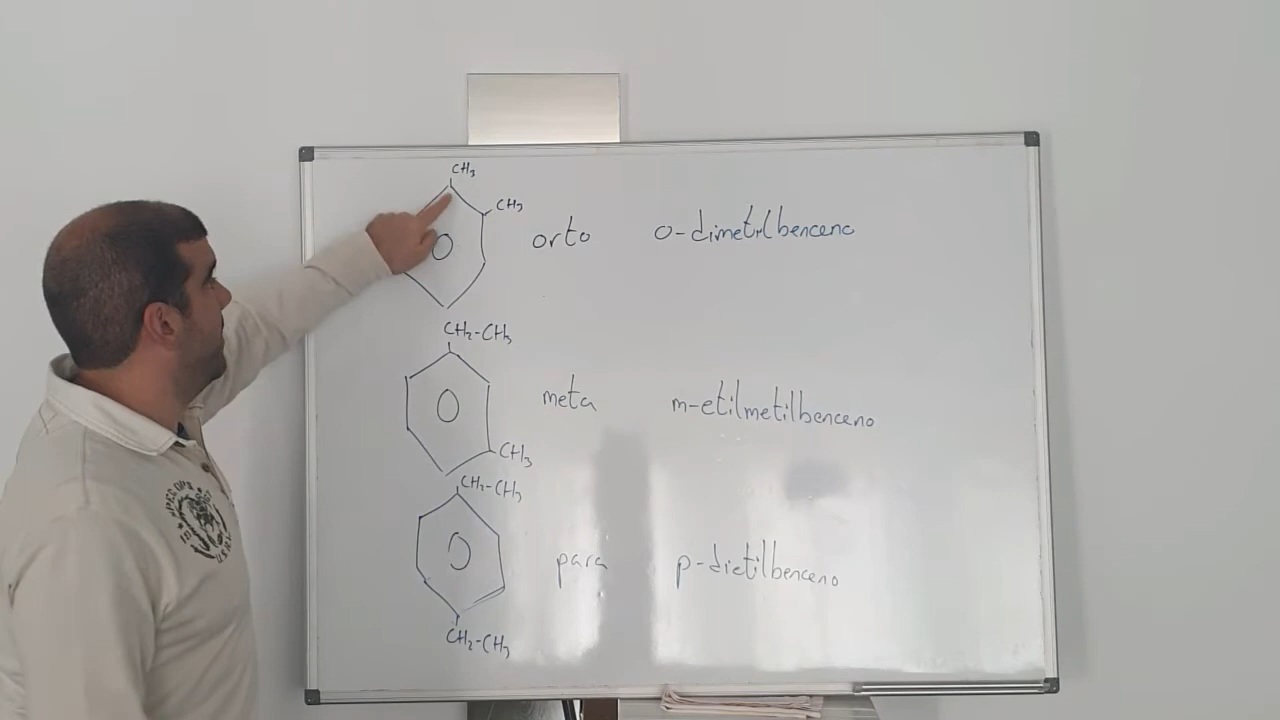 CH3
CH3
orto o-dimetilbenceno
CH2-CH3
meta m-etilmetilbenceno
CH3
CH2-CH3
para p-dietilbenceno
CH2-CH3